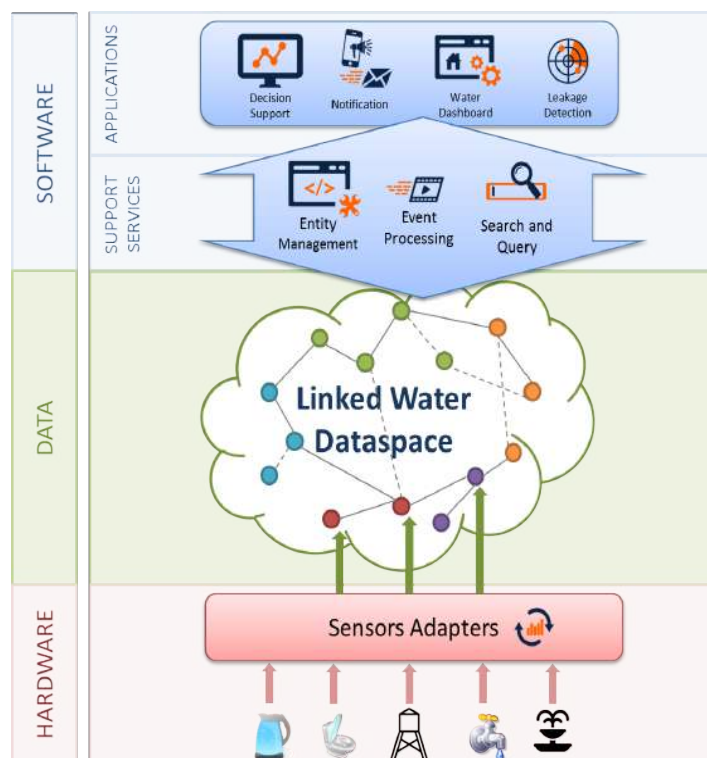 SOFTWARE
APPLICATIONS
Decision
Support
Notification
Water
Dashboard
Leakage
Detection
SUPPORT
SERVICES
</>
Entity
Management
Event
Processing
Search and
Query
DATA
Linked Water
Dataspace
HARDWARE
Sensors Adapters